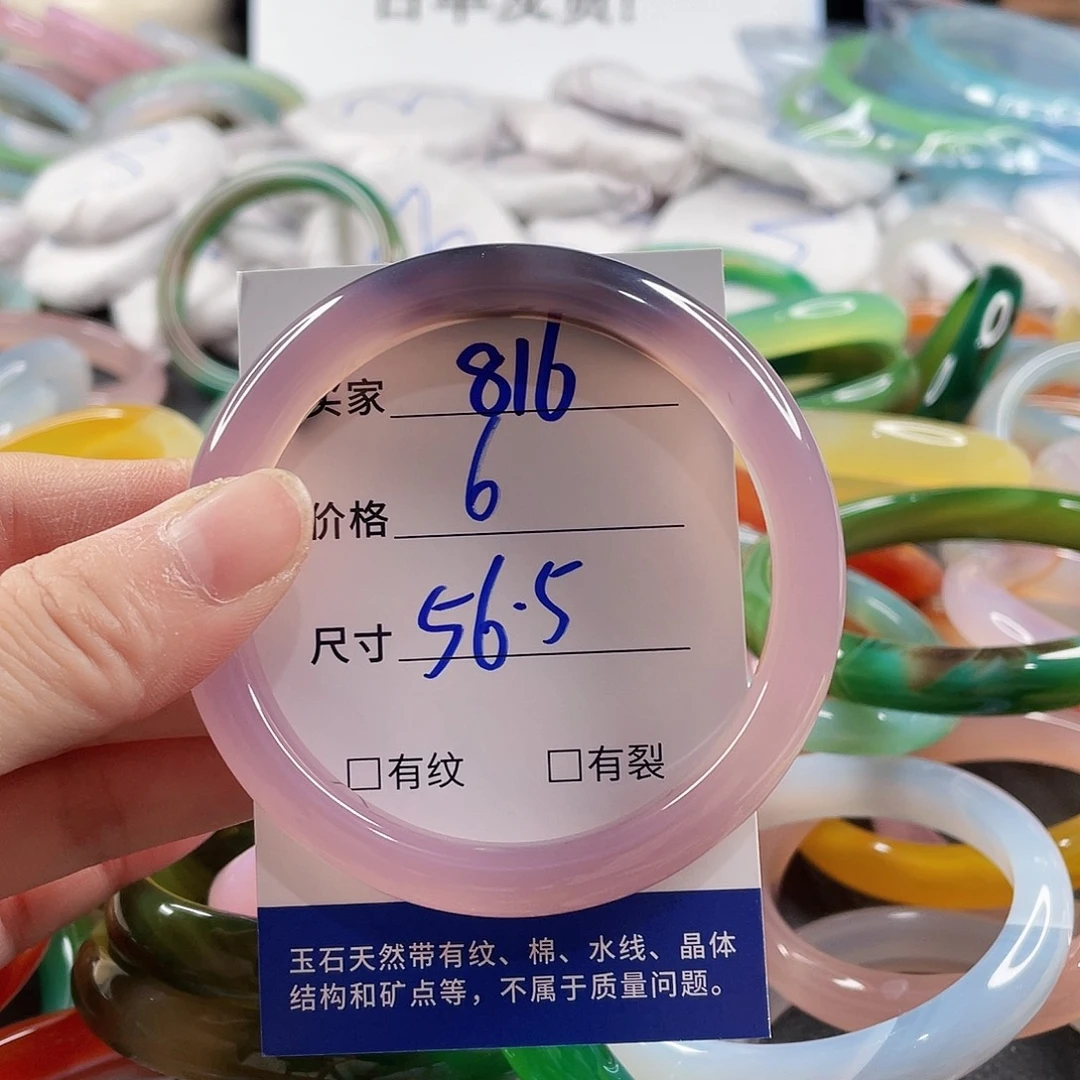 买家 816
价格 6
尺寸 56.5
□有纹 □有裂
玉石天然带有纹、棉、水线、晶体
结构和矿点等，不属于质量问题。